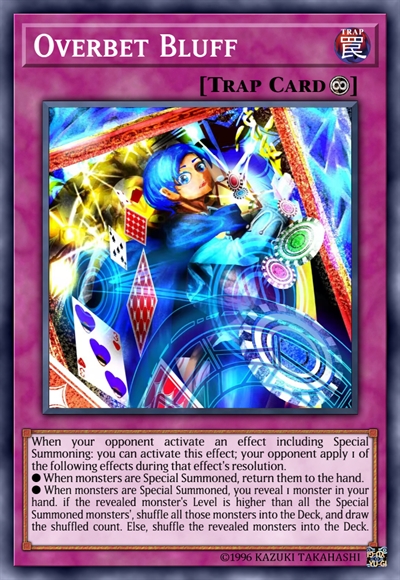 Overbet Bluff
TRAP
罠
[Trap Card]
When your opponent activate an effect including Special
Summoning: you can activate this effect; your opponent apply 1 of
the following effects during that effect's resolution.
● When monsters are Special Summoned, return them to the hand.
● When monsters are Special Summoned, you reveal 1 monster in your
hand. if the revealed monster's Level is higher than all the Special
Summoned monsters', shuffle all those monsters into the Deck, and draw
the shuffled count. Else, shuffle the revealed monsters into the Deck.
©1996 KAZUKI TAKAHASHI